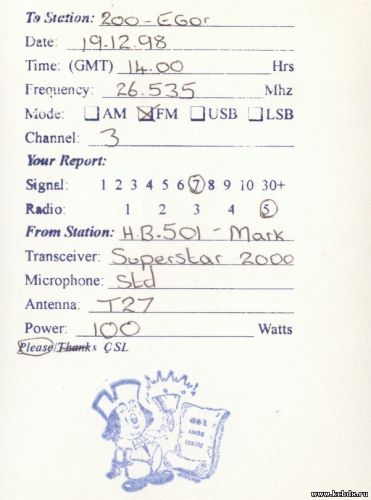 To Station: 200 - EGor
Date: 19.12.98
Time: (GMT) 14.00 Hrs
Frequency: 26.535 Mhz
Mode: AM FM USB LSB
Channel: 3
Your Report:
Signal: 1 2 3 4 5 6 7 8 9 10 30+
Radio: 1 2 3 4 5
From Station: H.B.501 - Mark
Transceiver: Superstar 2000
Microphone: Std
Antenna: T27
Power: 100 Watts
Please/Thanks QSL
www.kcbdx.ru